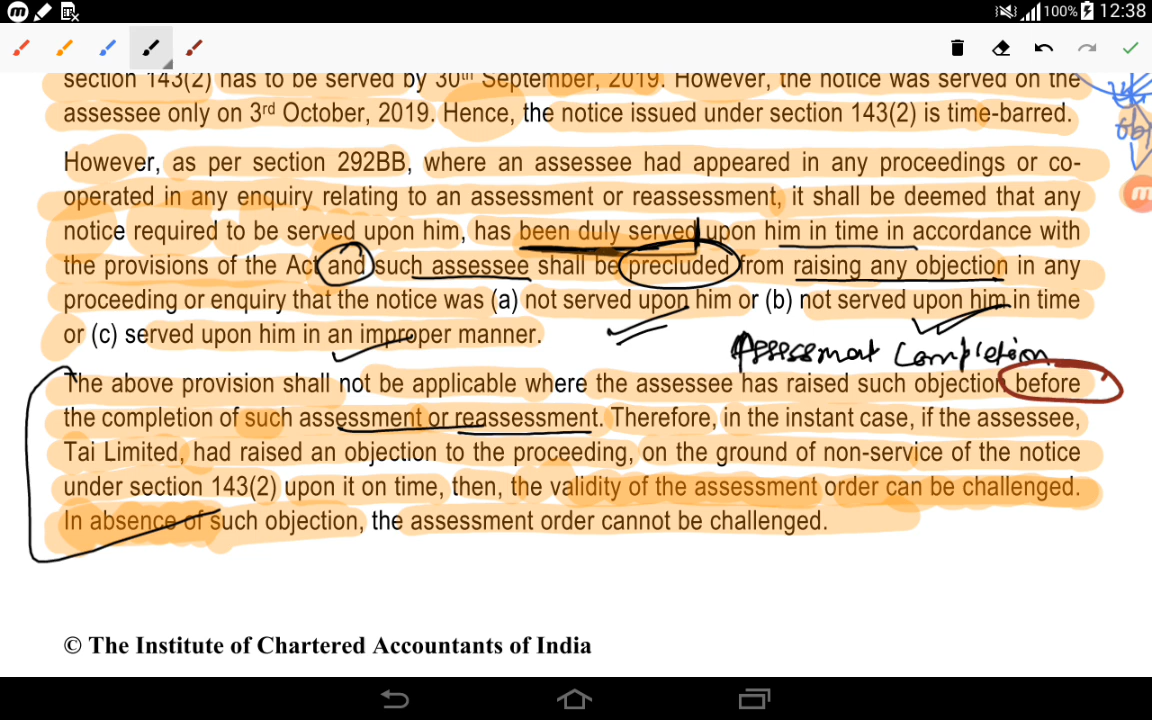 100% 12:38
section 143(2) has to be served by 30th September, 2019. However, the notice was served on the
assessee only on 3rd October, 2019. Hence, the notice issued under section 143(2) is time-barred.
However, as per section 292BB, where an assessee had appeared in any proceedings or co-
operated in any enquiry relating to an assessment or reassessment, it shall be deemed that any
notice required to be served upon him, has been duly served upon him in time in accordance with
the provisions of the Act and such assessee shall be precluded from raising any objection in any
proceeding or enquiry that the notice was (a) not served upon him or (b) not served upon him in time
or (c) served upon him in an improper manner.
Assessmat Completion
The above provision shall not be applicable where the assessee has raised such objection before
the completion of such assessment or reassessment. Therefore, in the instant case, if the assessee,
Tai Limited, had raised an objection to the proceeding, on the ground of non-service of the notice
under section 143(2) upon it on time, then, the validity of the assessment order can be challenged.
In absence of such objection, the assessment order cannot be challenged.
© The Institute of Chartered Accountants of India